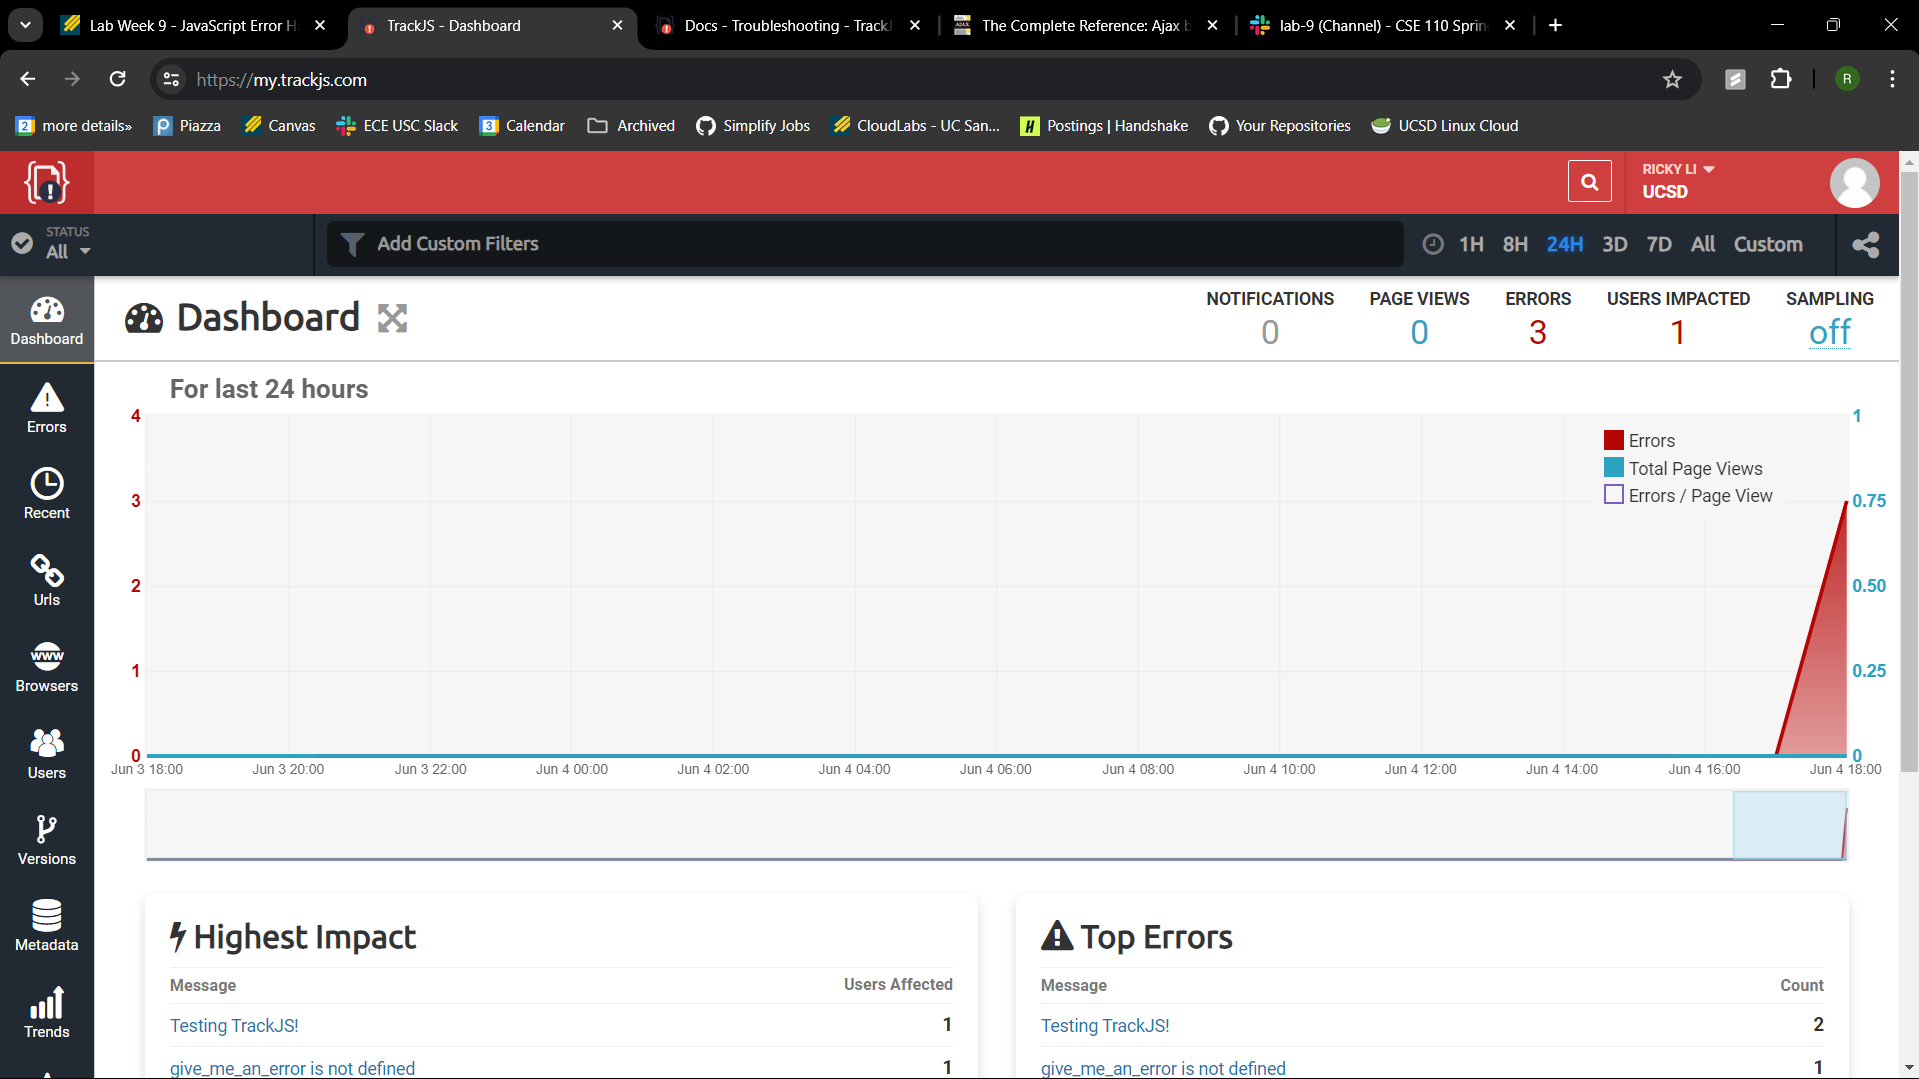 Lab Week 9 - JavaScript Error H
TrackJS - Dashboard
Docs - Troubleshooting - TrackJ
The Complete Reference: Ajax b
lab-9 (Channel) - CSE 110 Sprin
https://my.trackjs.com
R
more details»
Piazza
Canvas
ECE USC Slack
Calendar
Archived
Simplify Jobs
CloudLabs - UC San...
Postings | Handshake
Your Repositories
UCSD Linux Cloud
RICKY LI
UCSD
STATUS
All
Add Custom Filters
1H 8H 24H 3D 7D All Custom
Dashboard
Errors
Recent
Urls
www
Browsers
Users
Versions
Metadata
Trends
Dashboard
NOTIFICATIONS
0
PAGE VIEWS
0
ERRORS
3
USERS IMPACTED
1
SAMPLING
off
For last 24 hours
4
3
2
1
0
1
0.75
0.50
0.25
0
Errors
Total Page Views
Errors / Page View
Jun 3 18:00
Jun 3 20:00
Jun 3 22:00
Jun 4 00:00
Jun 4 02:00
Jun 4 04:00
Jun 4 06:00
Jun 4 08:00
Jun 4 10:00
Jun 4 12:00
Jun 4 14:00
Jun 4 16:00
Jun 4 18:00
Highest Impact
Message Users Affected
Testing TrackJS! 1
give_me_an_error is not defined 1
Top Errors
Message Count
Testing TrackJS! 2
give_me_an_error is not defined 1